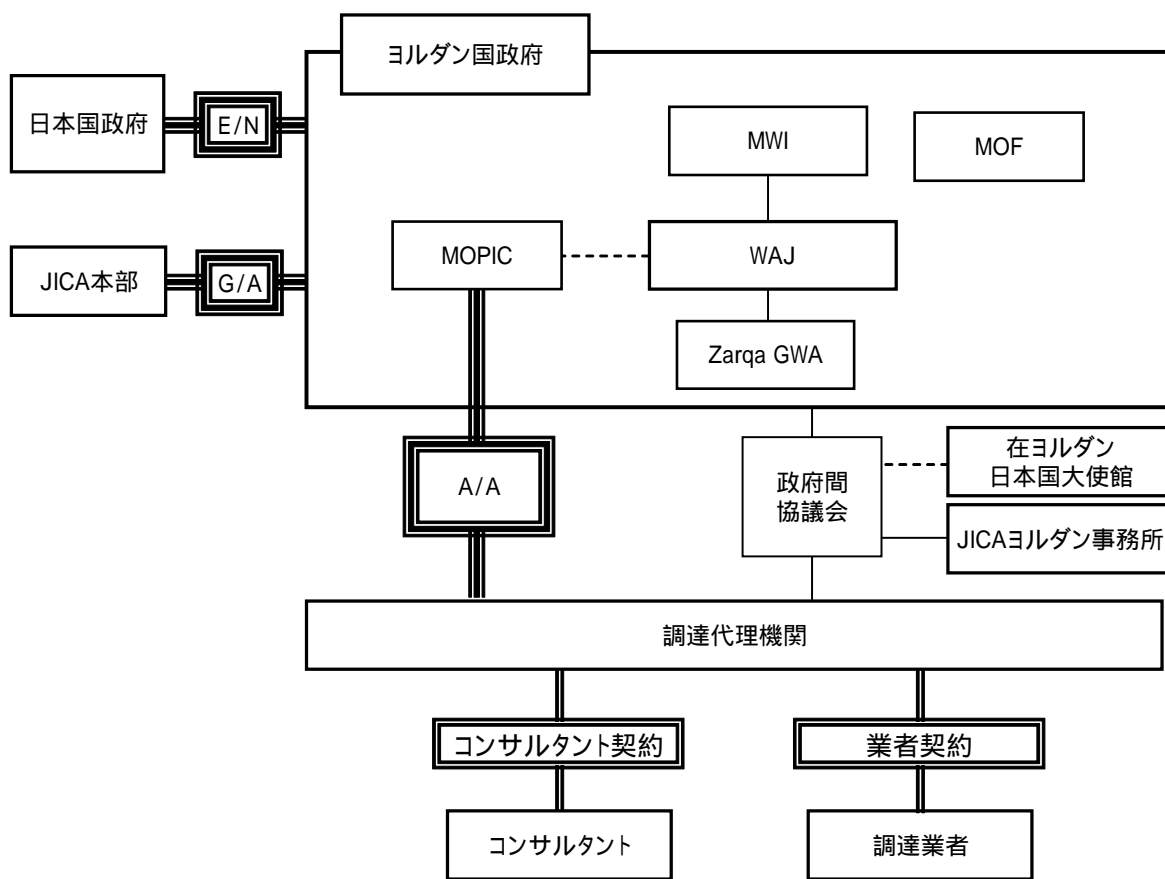 ヨルダン国政府
日本国政府
E/N
MWI
MOF
JICA本部
G/A
MOPIC
WAJ
Zarqa GWA
A/A
政府間
協議会
在ヨルダン
日本国大使館
JICAヨルダン事務所
調達代理機関
コンサルタント契約
業者契約
コンサルタント
調達業者